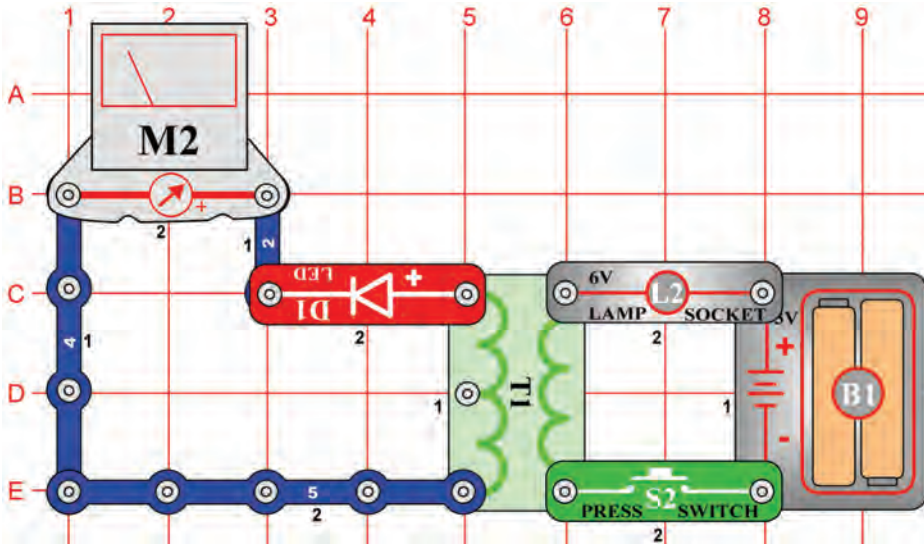 1 2 3 4 5 6 7 8 9
A
M2
B
+
2
1 2
C
LED
+
D1
2
6V
L2
LAMP SOCKET
2
3V
+
4 1
D
1
T1
1
B1
-
E
5
2
S2
PRESS SWITCH
2